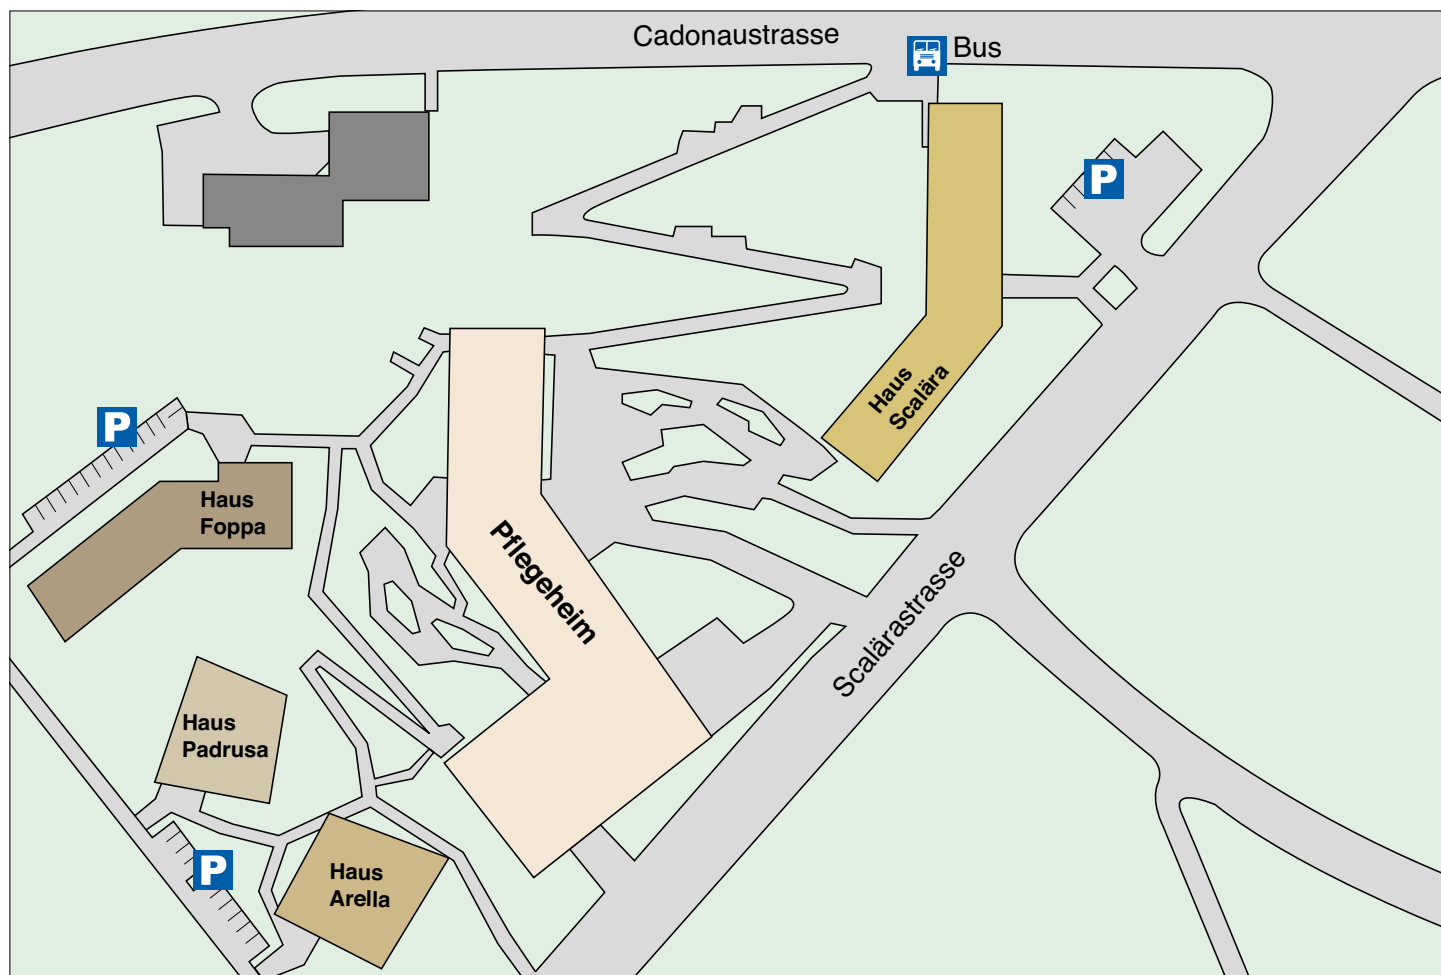 Cadonaustrasse
Bus
P
Haus
Scalära
P
Haus
Foppa
Pflegeheim
Scalärastrasse
Haus
Padrusa
P
Haus
Arella